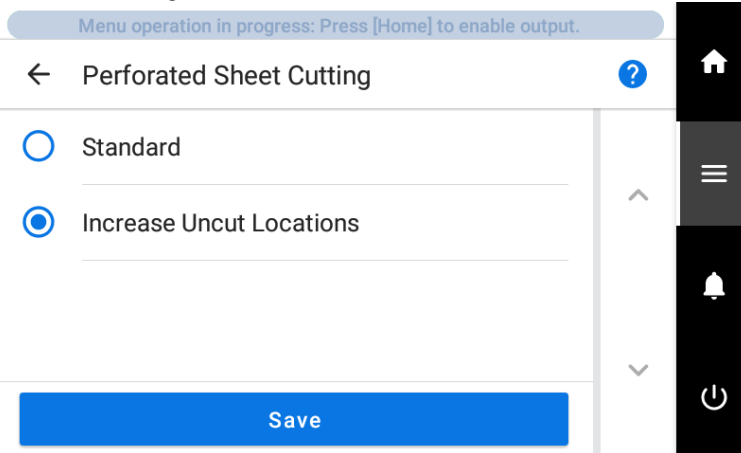 Menu operation in progress: Press [Home] to enable output.
Perforated Sheet Cutting
?
Standard
Increase Uncut Locations
Save